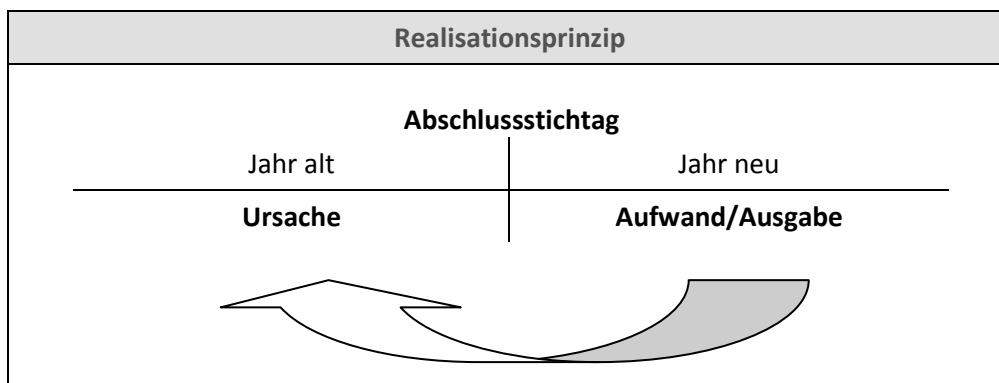 Realisationsprinzip
Abschlussstichtag
Jahr alt Jahr neu
Ursache Aufwand/Ausgabe